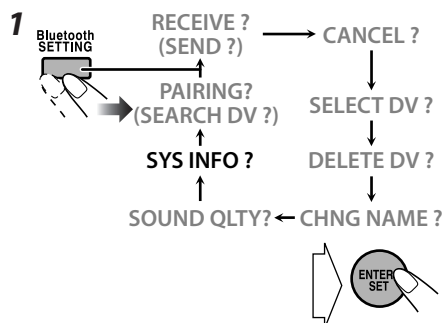 1
Bluetooth
SETTING
RECEIVE ?
(SEND ?)
CANCEL ?
PAIRING?
(SEARCH DV ?)
SELECT DV ?
SYS INFO ?
DELETE DV ?
SOUND QLTY?
CHNG NAME ?
ENTER
SET